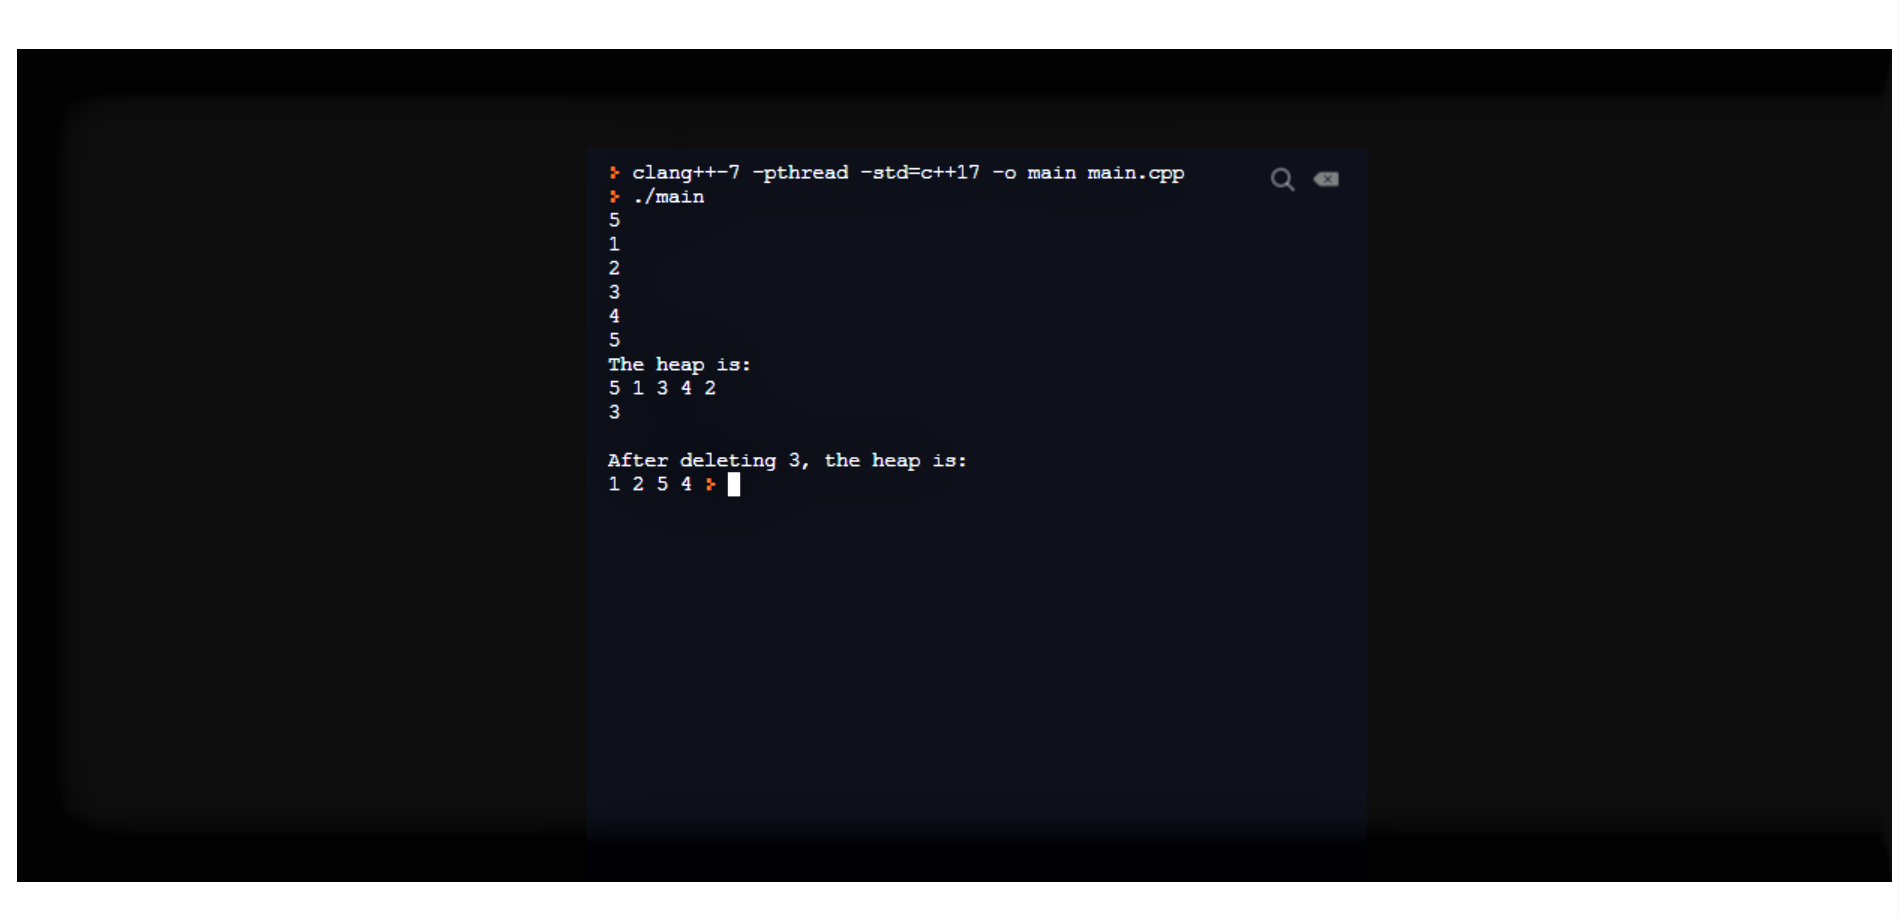 clang++-7 -pthread -std=c++17 -o main main.cpp
./main
5
1
2
3
4
5
The heap is:
5 1 3 4 2
3
After deleting 3, the heap is:
1 2 5 4